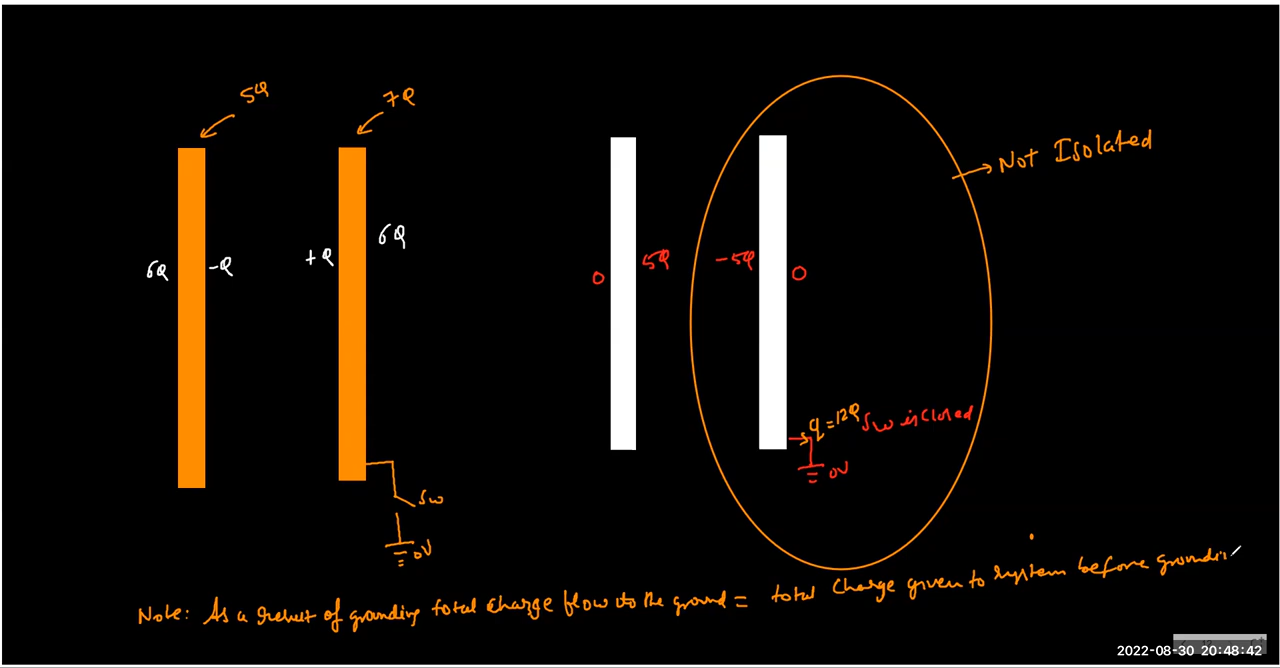 5Q
7Q
Not Isolated
6Q
6Q
-Q
+Q
0
5Q
-5Q
0
q = 12Q
Sw is closed
0V
Sw
0V
Note: As a result of grounding total charge flow to the ground = total charge given to system before
2022-08-30 20:48:42